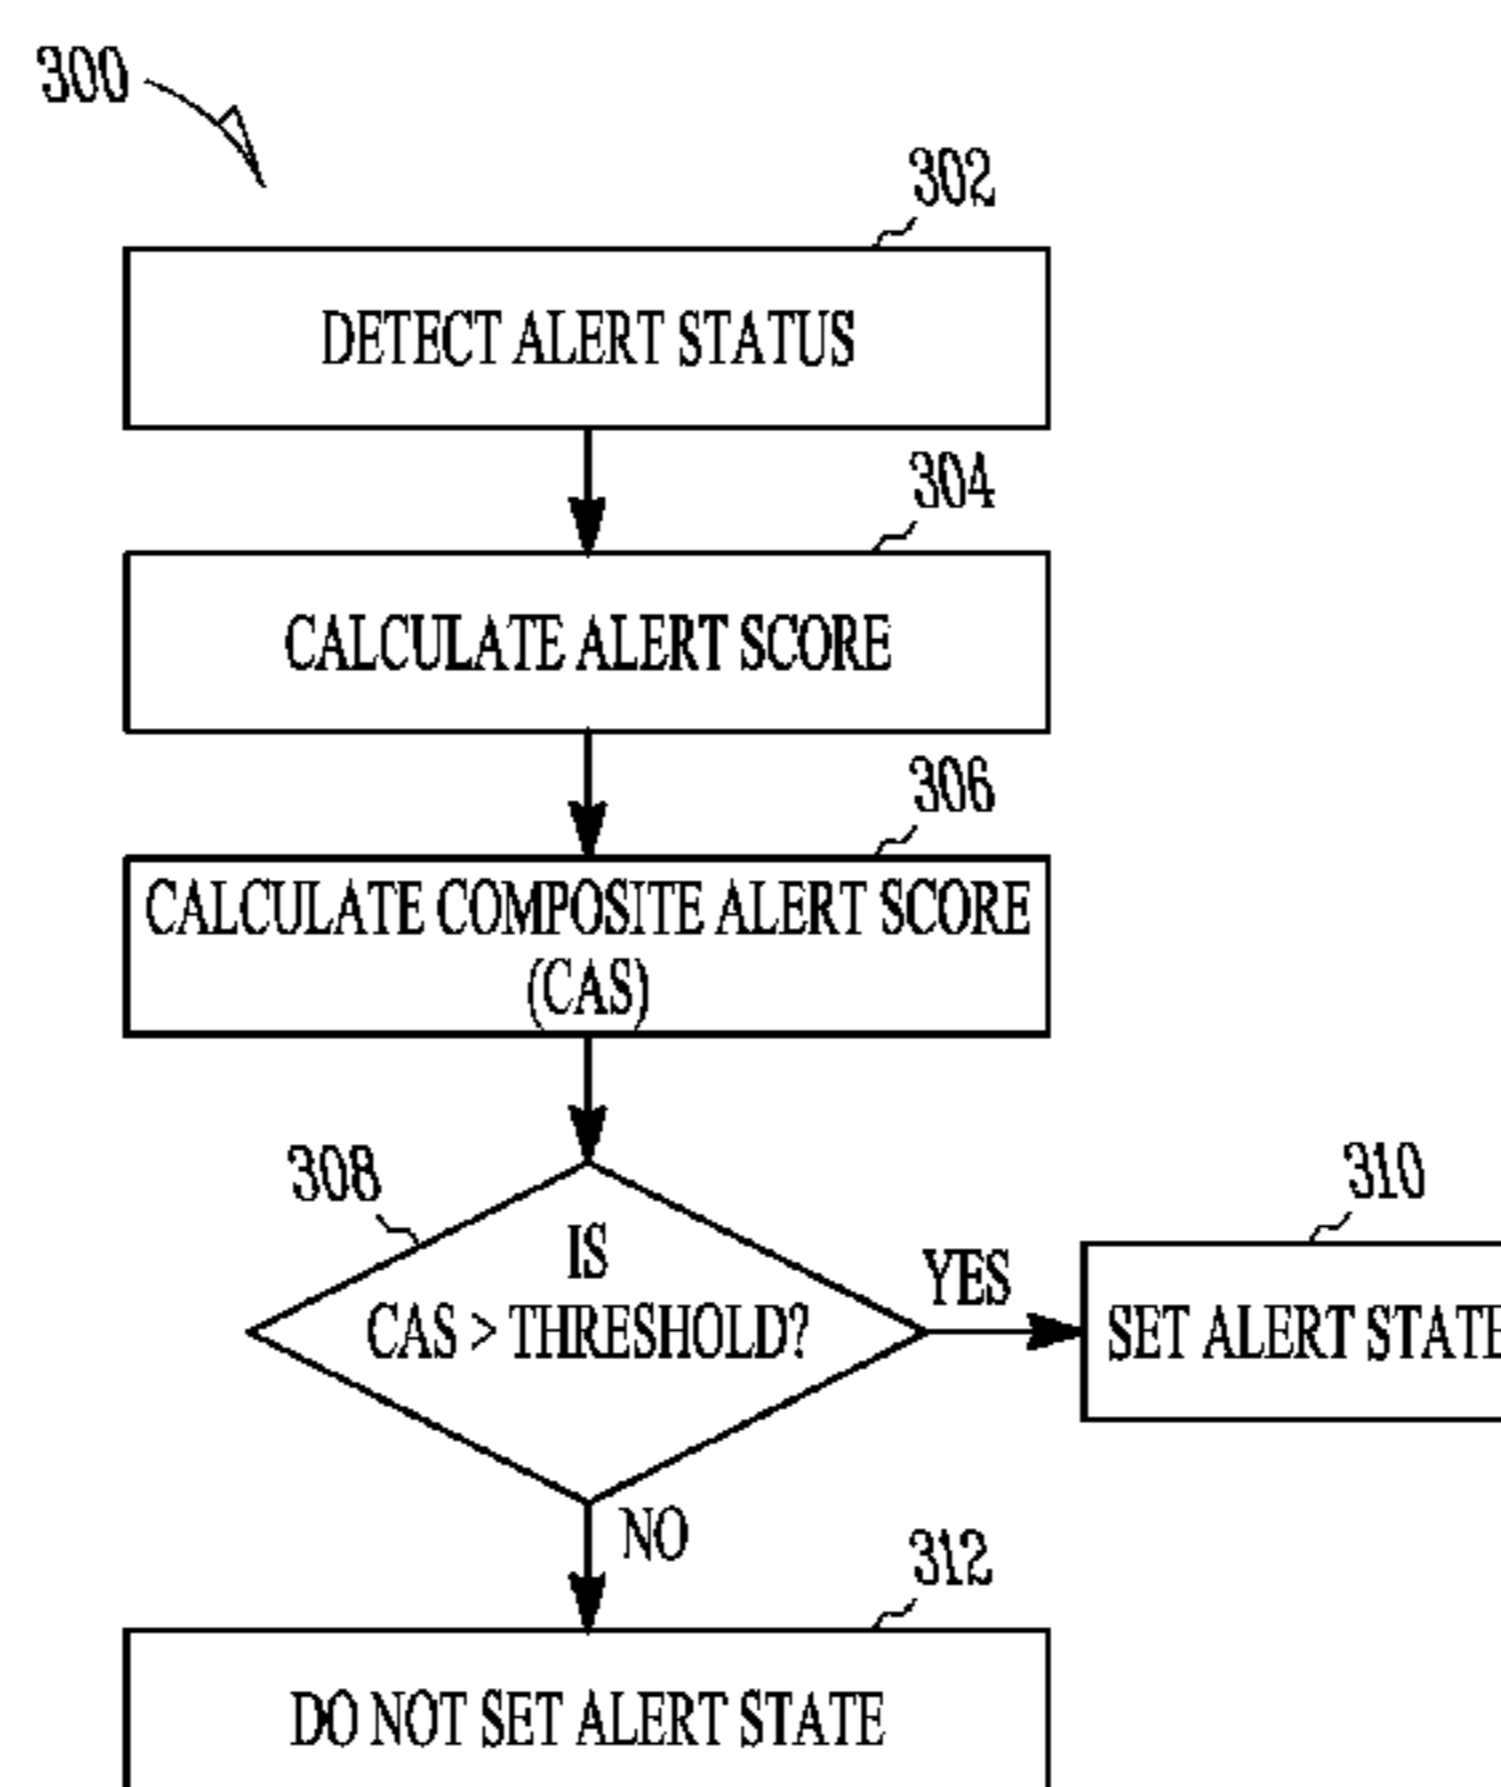 300
302
DETECT ALERT STATUS
304
CALCULATE ALERT SCORE
306
CALCULATE COMPOSITE ALERT SCORE
(CAS)
308
IS
CAS > THRESHOLD?
YES
310
SET ALERT STATE
NO
312
DO NOT SET ALERT STATE